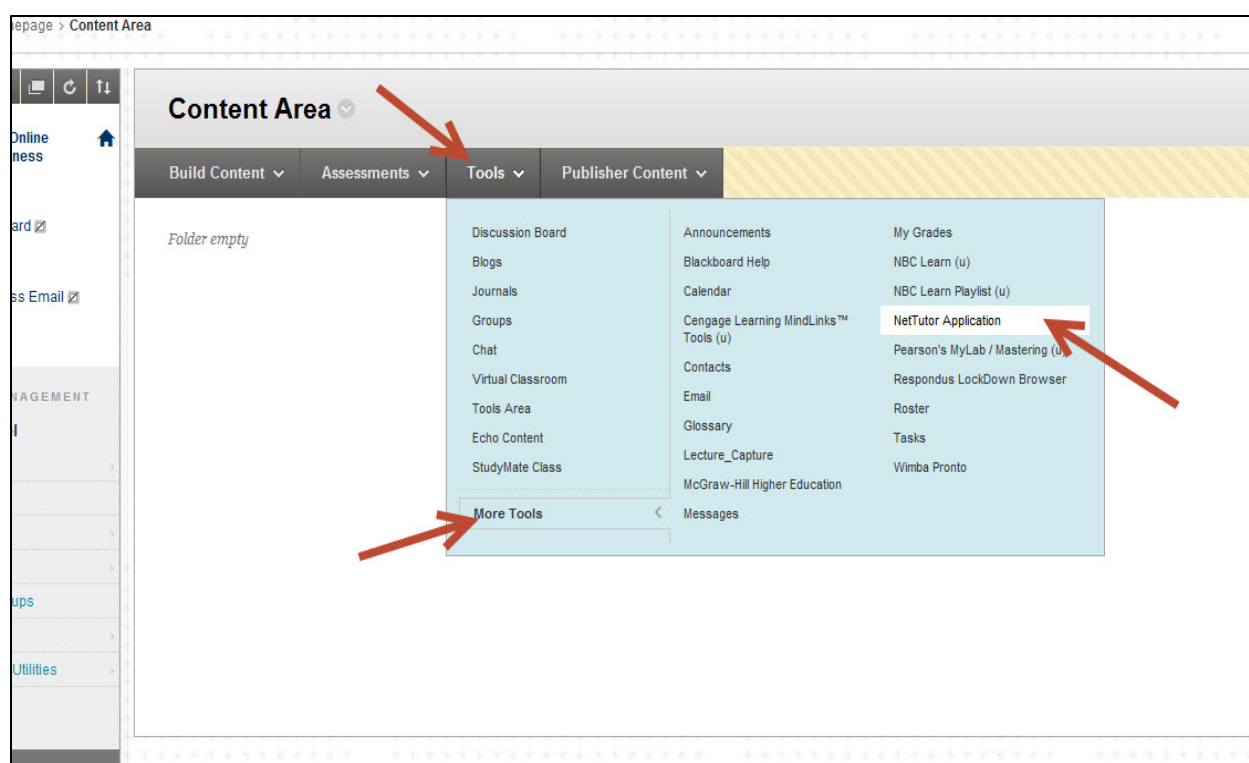 epage > Content Area
Content Area
Online
ness
Build Content
Assessments
Tools
Publisher Content
ard
ss Email
Folder empty
Discussion Board
Blogs
Journals
Groups
Chat
Virtual Classroom
Tools Area
Echo Content
StudyMate Class
More Tools
Announcements
Blackboard Help
Calendar
Cengage Learning MindLinks™
Tools (u)
Contacts
Email
Glossary
Lecture_Capture
McGraw-Hill Higher Education
Messages
My Grades
NBC Learn (u)
NBC Learn Playlist (u)
NetTutor Application
Pearson's MyLab / Mastering (u)
Respondus LockDown Browser
Roster
Tasks
Wimba Pronto
NAGEMENT
ups
Utilities